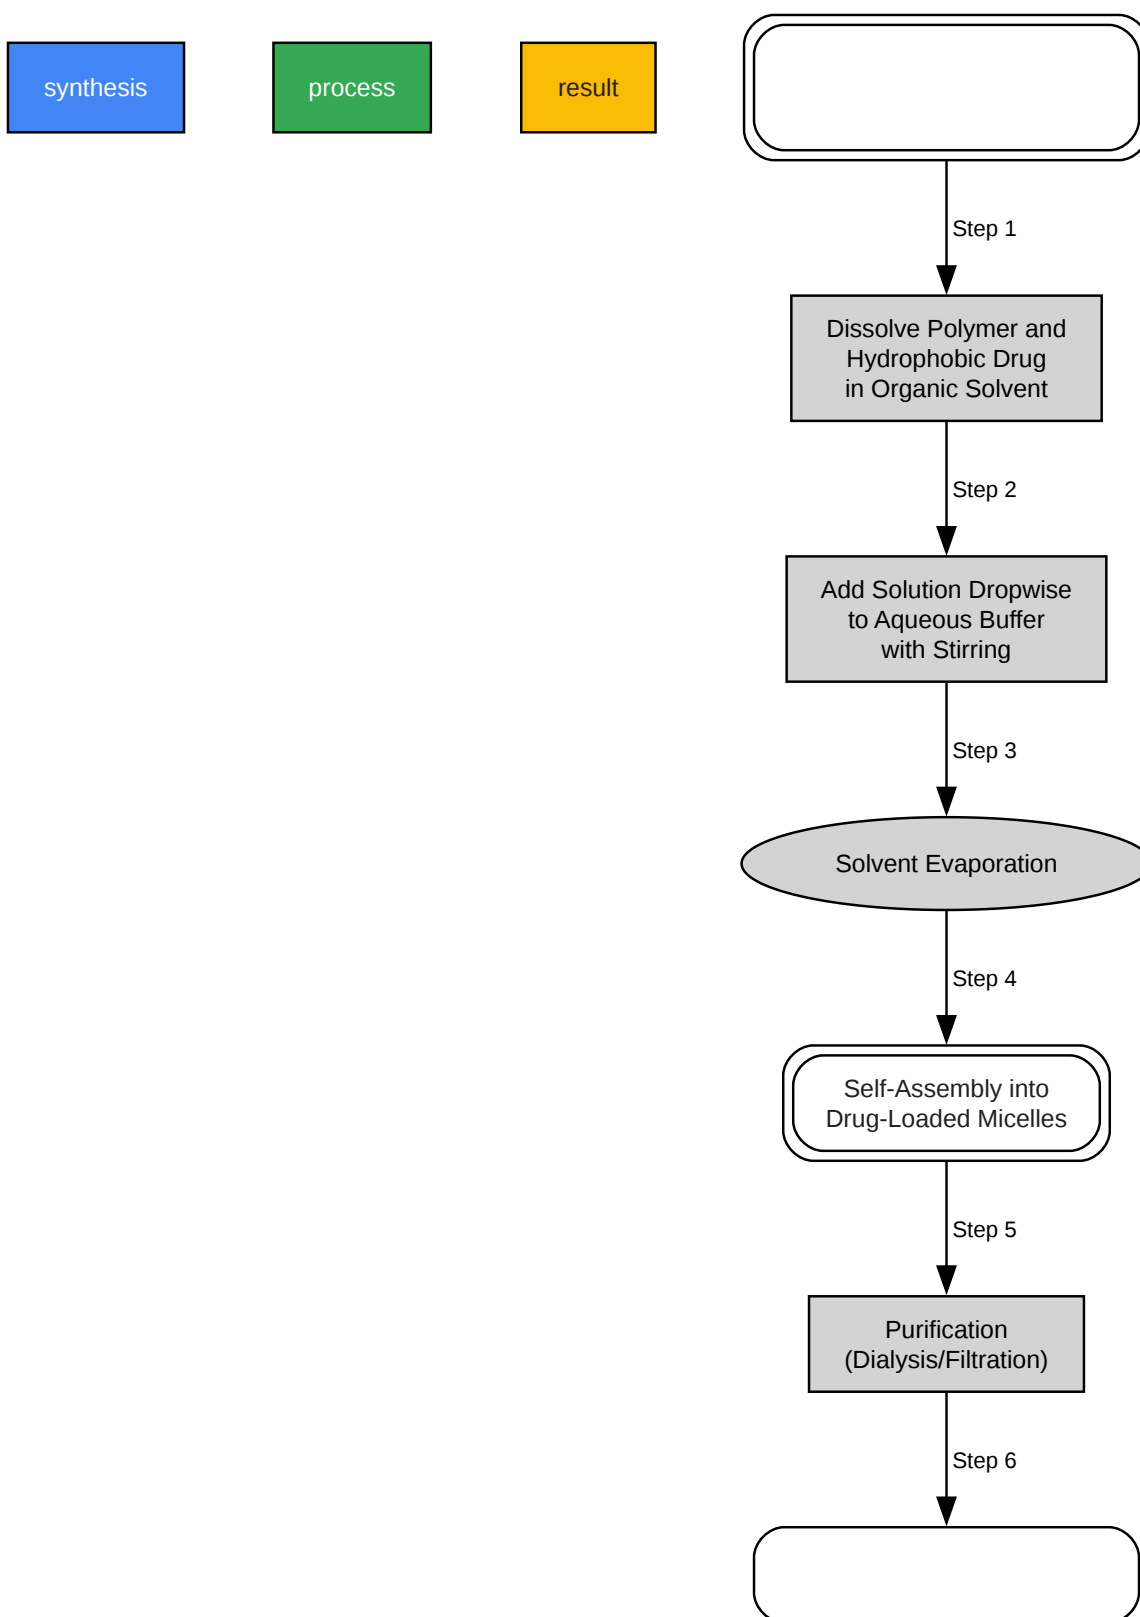 synthesis
process
result
Step 1
Dissolve Polymer and
Hydrophobic Drug
in Organic Solvent
Step 2
Add Solution Dropwise
to Aqueous Buffer
with Stirring
Step 3
Solvent Evaporation
Step 4
Self-Assembly into
Drug-Loaded Micelles
Step 5
Purification
(Dialysis/Filtration)
Step 6